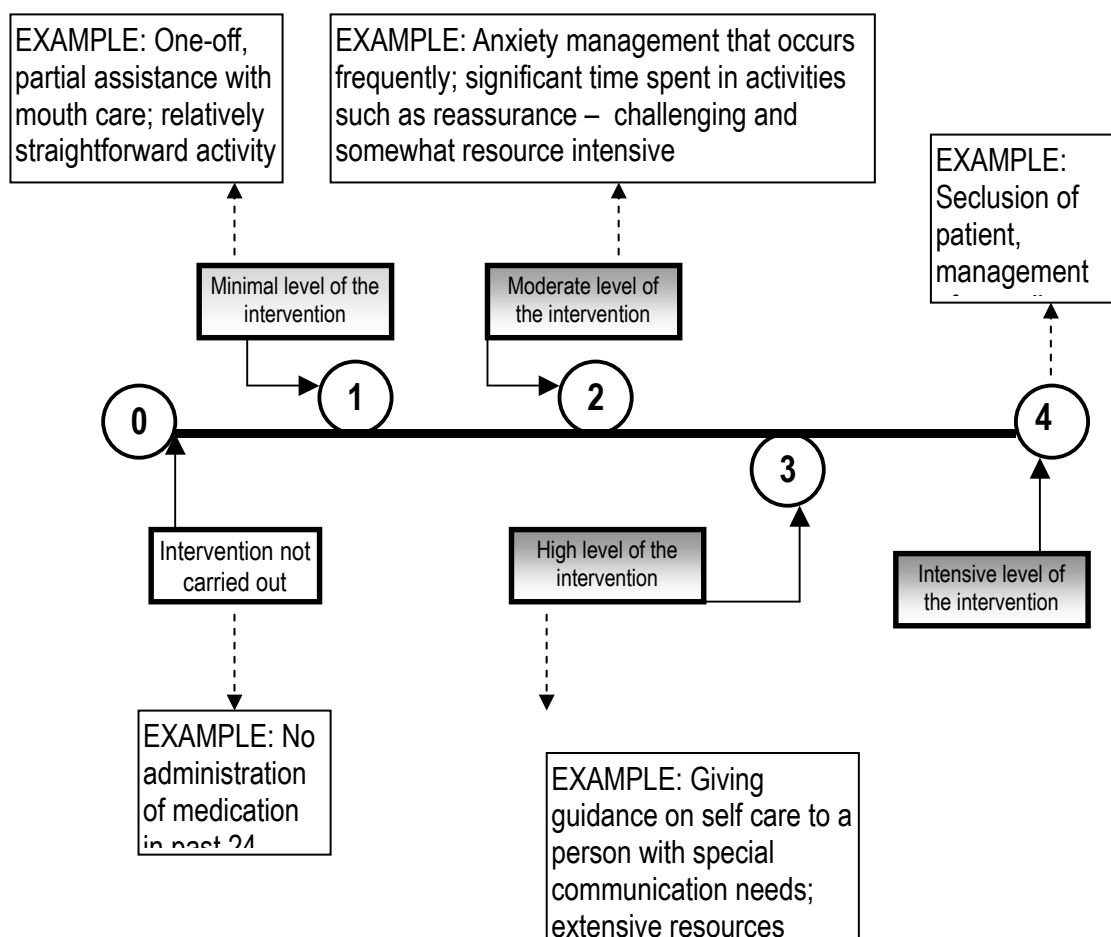 EXAMPLE: One-off,
partial assistance with
mouth care; relatively
straightforward activity
EXAMPLE: Anxiety management that occurs
frequently; significant time spent in activities
such as reassurance – challenging and
somewhat resource intensive
EXAMPLE:
Seclusion of
patient,
management
Minimal level of the
intervention
Moderate level of
the intervention
0
1
2
3
4
Intervention not
carried out
High level of the
intervention
Intensive level of
the intervention
EXAMPLE: No
administration
of medication
in past 24
EXAMPLE: Giving
guidance on self care to a
person with special
communication needs;
extensive resources